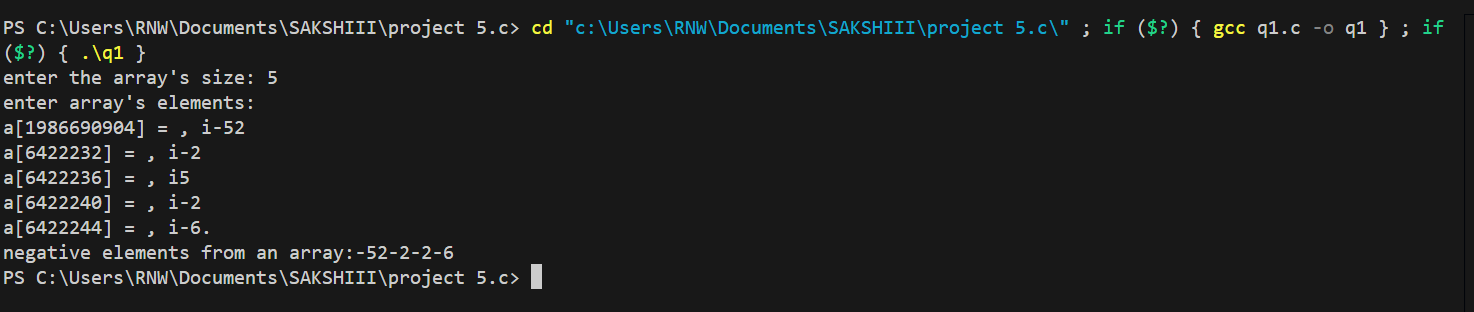 PS C:\Users\RNW\Documents\SAKSHIII\project 5.c> cd "c:\Users\RNW\Documents\SAKSHIII\project 5.c\" ; if ($?) { gcc q1.c -o q1 } ; if
($?) { .\q1 }
enter the array's size: 5
enter array's elements:
a[1986690904] = , i-52
a[6422232] = , i-2
a[6422236] = , i5
a[6422240] = , i-2
a[6422244] = , i-6.
negative elements from an array:-52-2-2-6
PS C:\Users\RNW\Documents\SAKSHIII\project 5.c>